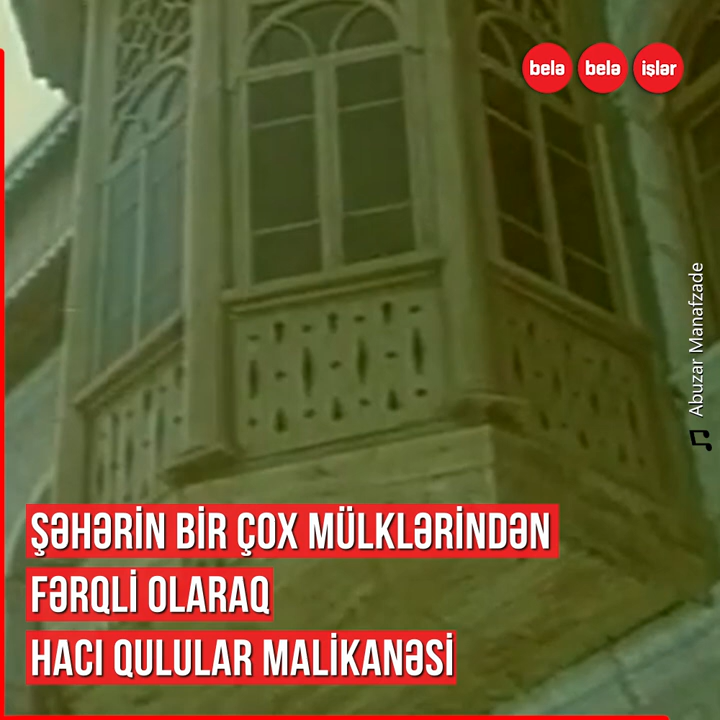 belə belə işlər
Abuzar Manafzade
ŞƏHƏRİN BİR ÇOX MÜLKLƏRİNDƏN
FƏRQLİ OLARAQ
HACI QULULAR MALİKANƏSİ